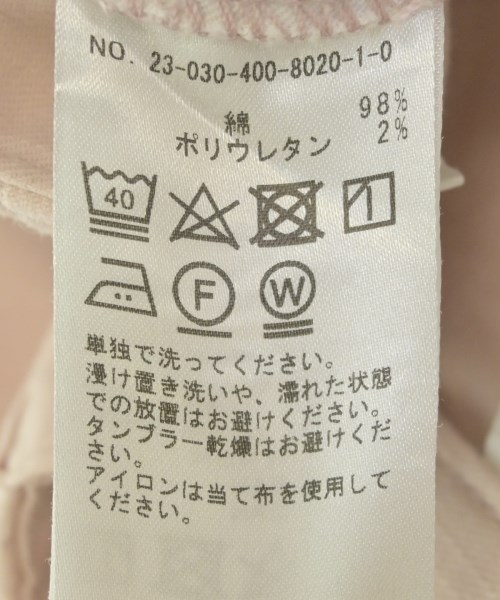 NO. 23-030-400-8020-1-0
綿 98%
ポリウレタン 2%
40
F
W
単独で洗ってください。
浸け置き洗いや、濡れた状態
での放置はお避けください。
タンブラー乾燥はお避けくだ
さい。
アイロンは当て布を使用して
ください。